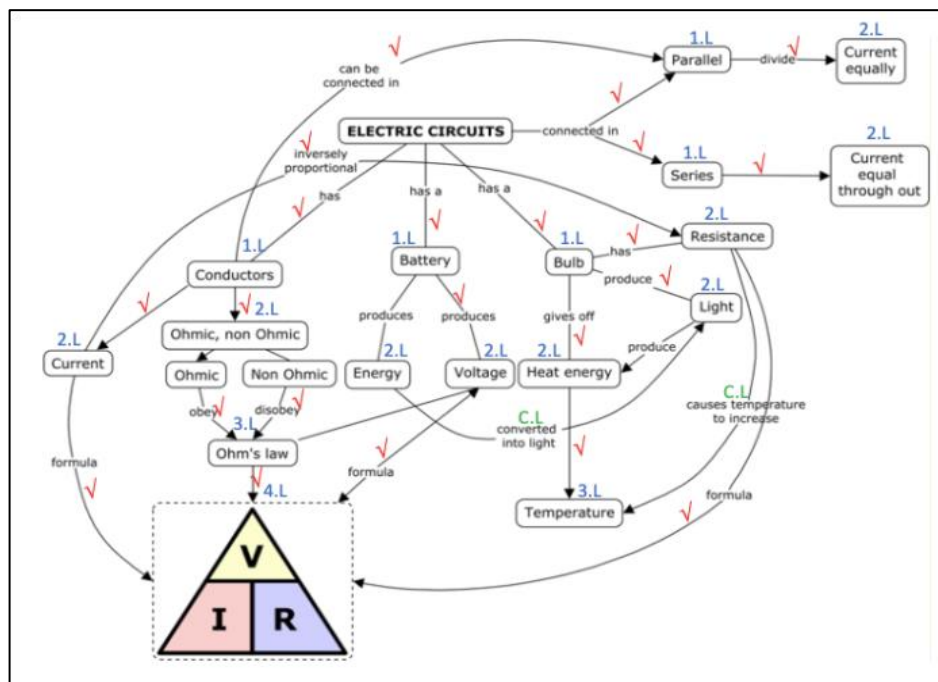 2.L
1.L
Parallel
divide
Current
equally
can be
connected in
ELECTRIC CIRCUITS
connected in
inversely
proportional
1.L
Series
2.L
Current
equal
through out
has
has a
has a
2.L
Resistance
1.L
Conductors
1.L
Battery
1.L
Bulb
has
produce
2.L
Light
2.L
Ohmic, non Ohmic
produces
produces
gives off
produce
2.L
Current
Ohmic
Non Ohmic
2.L
Energy
2.L
Voltage
2.L
Heat energy
obey
disobey
3.L
Ohm's law
C.L
converted
into light
C.L
causes temperature
to increase
formula
formula
formula
4.L
3.L
Temperature
V
I
R